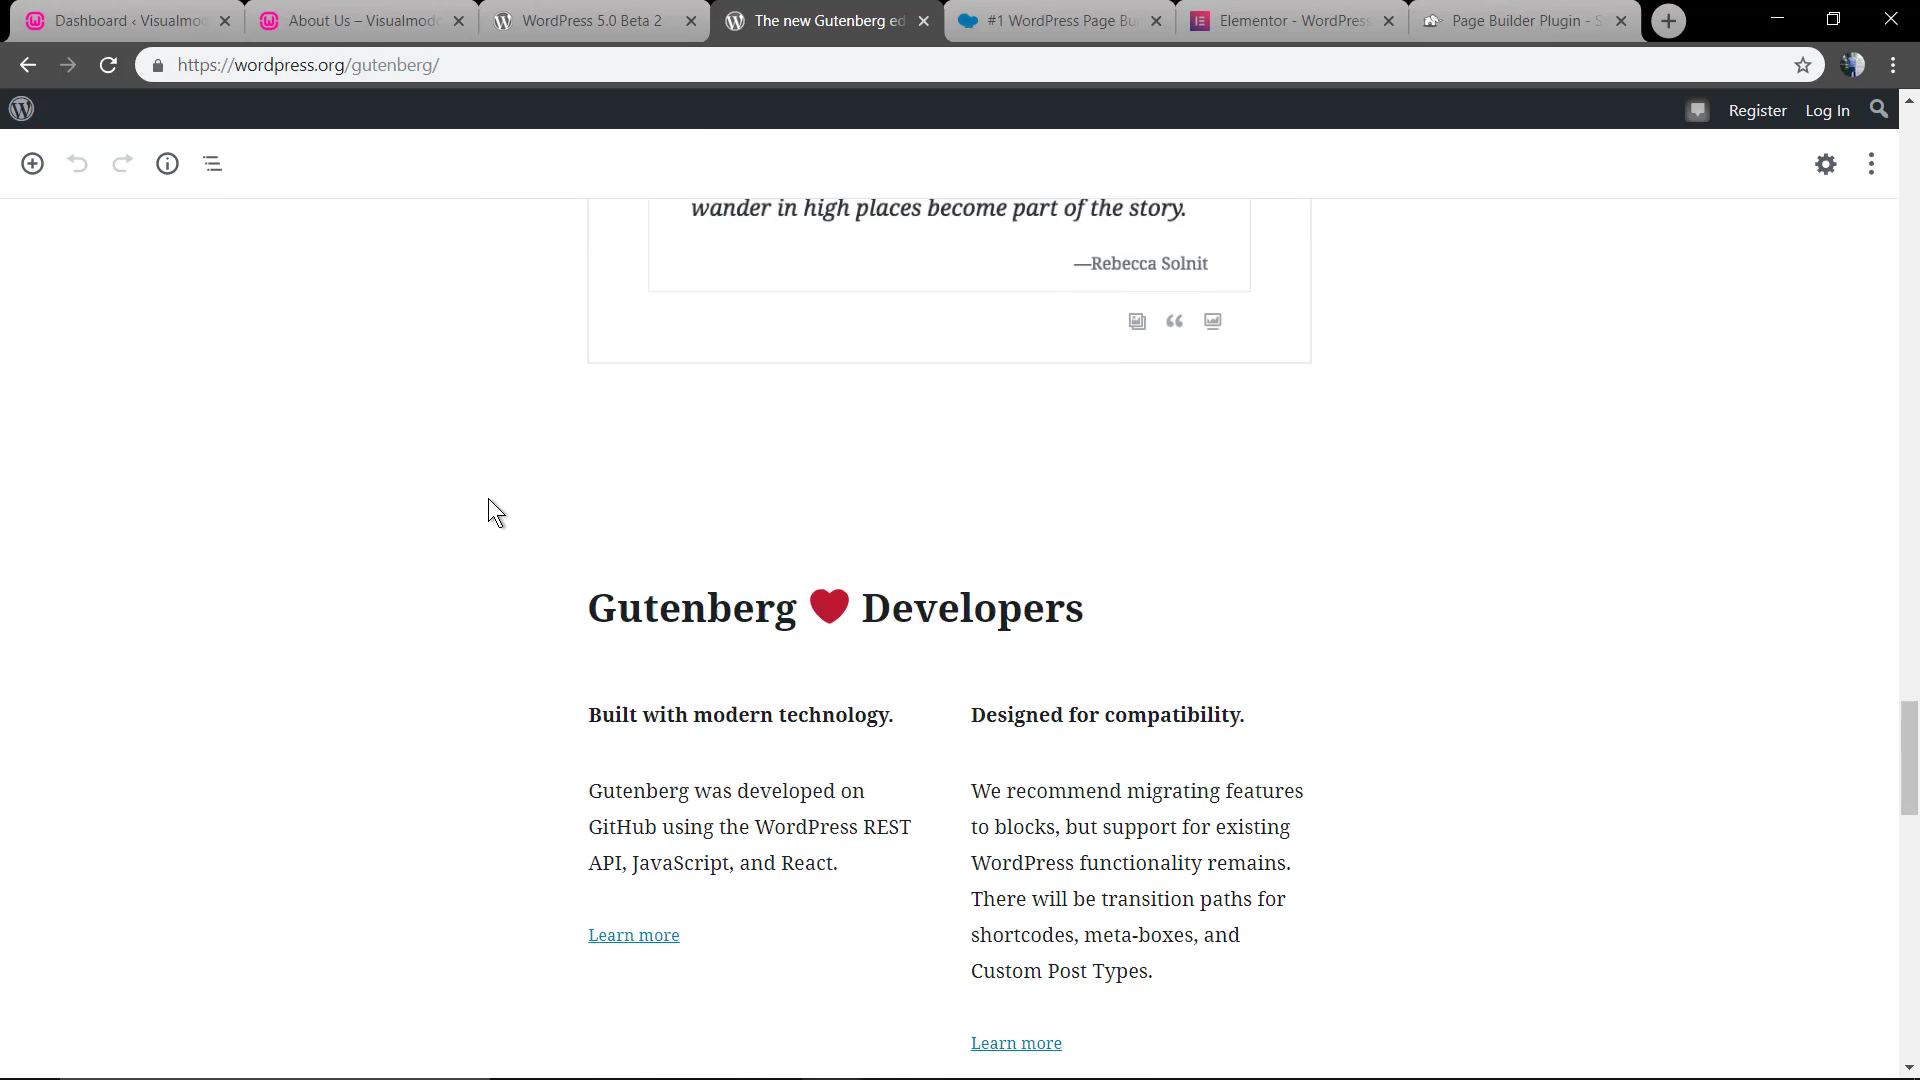 Dashboard ‹ Visualmoc
About Us – Visualmod
WordPress 5.0 Beta 2
The new Gutenberg ed
#1 WordPress Page Bu
Elementor - WordPress
Page Builder Plugin - S
https://wordpress.org/gutenberg/
Register
Log In
wander in high places become part of the story.
—Rebecca Solnit
Gutenberg ❤ Developers
Built with modern technology.
Gutenberg was developed on
GitHub using the WordPress REST
API, JavaScript, and React.
Learn more
Designed for compatibility.
We recommend migrating features
to blocks, but support for existing
WordPress functionality remains.
There will be transition paths for
shortcodes, meta-boxes, and
Custom Post Types.
Learn more